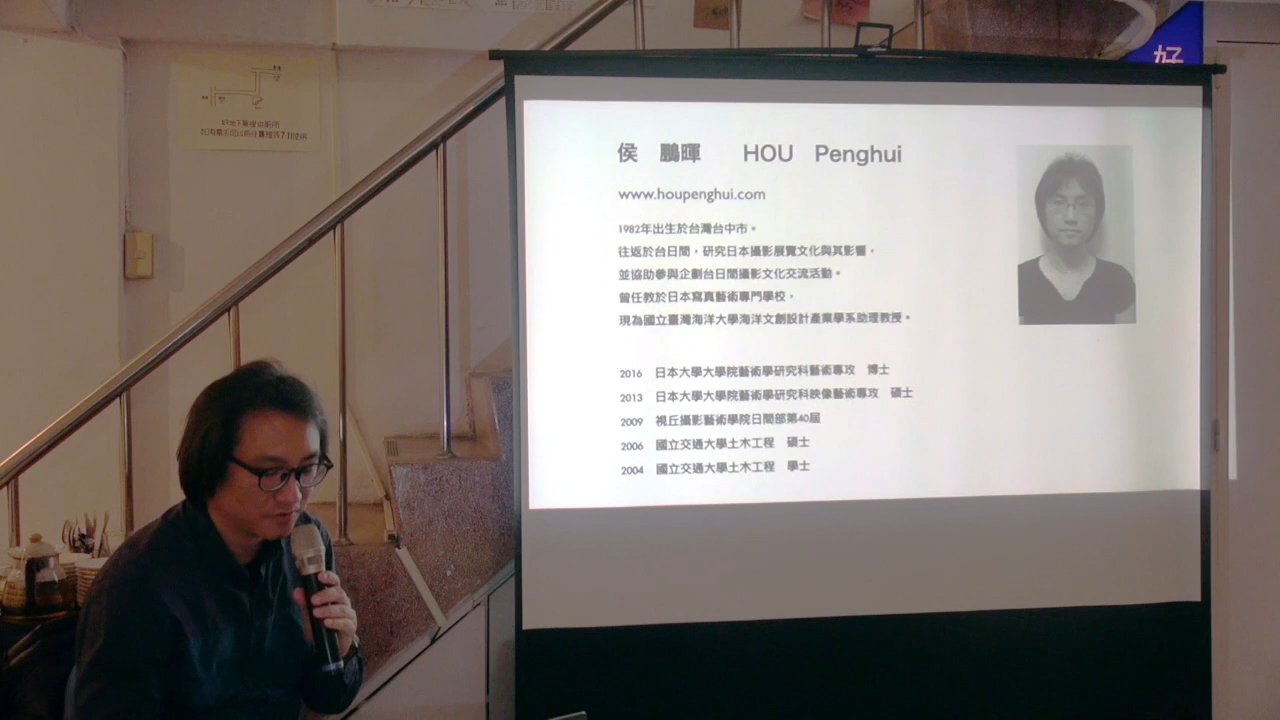 好
侯 鵬暉 HOU Penghui
www.houpenghui.com
1982年出生於台灣台中市。
往返於台日間，研究日本攝影展覽文化與其影響，
並協助參與企劃台日間攝影文化交流活動。
曾任教於日本寫真藝術專門學校，
現為國立臺灣海洋大學海洋文創設計產業學系助理教授。
2016 日本大學大學院藝術學研究科藝術專攻 博士
2013 日本大學大學院藝術學研究科映像藝術專攻 碩士
2009 視丘攝影藝術學院日間部第40屆
2006 國立交通大學土木工程 碩士
2004 國立交通大學土木工程 學士